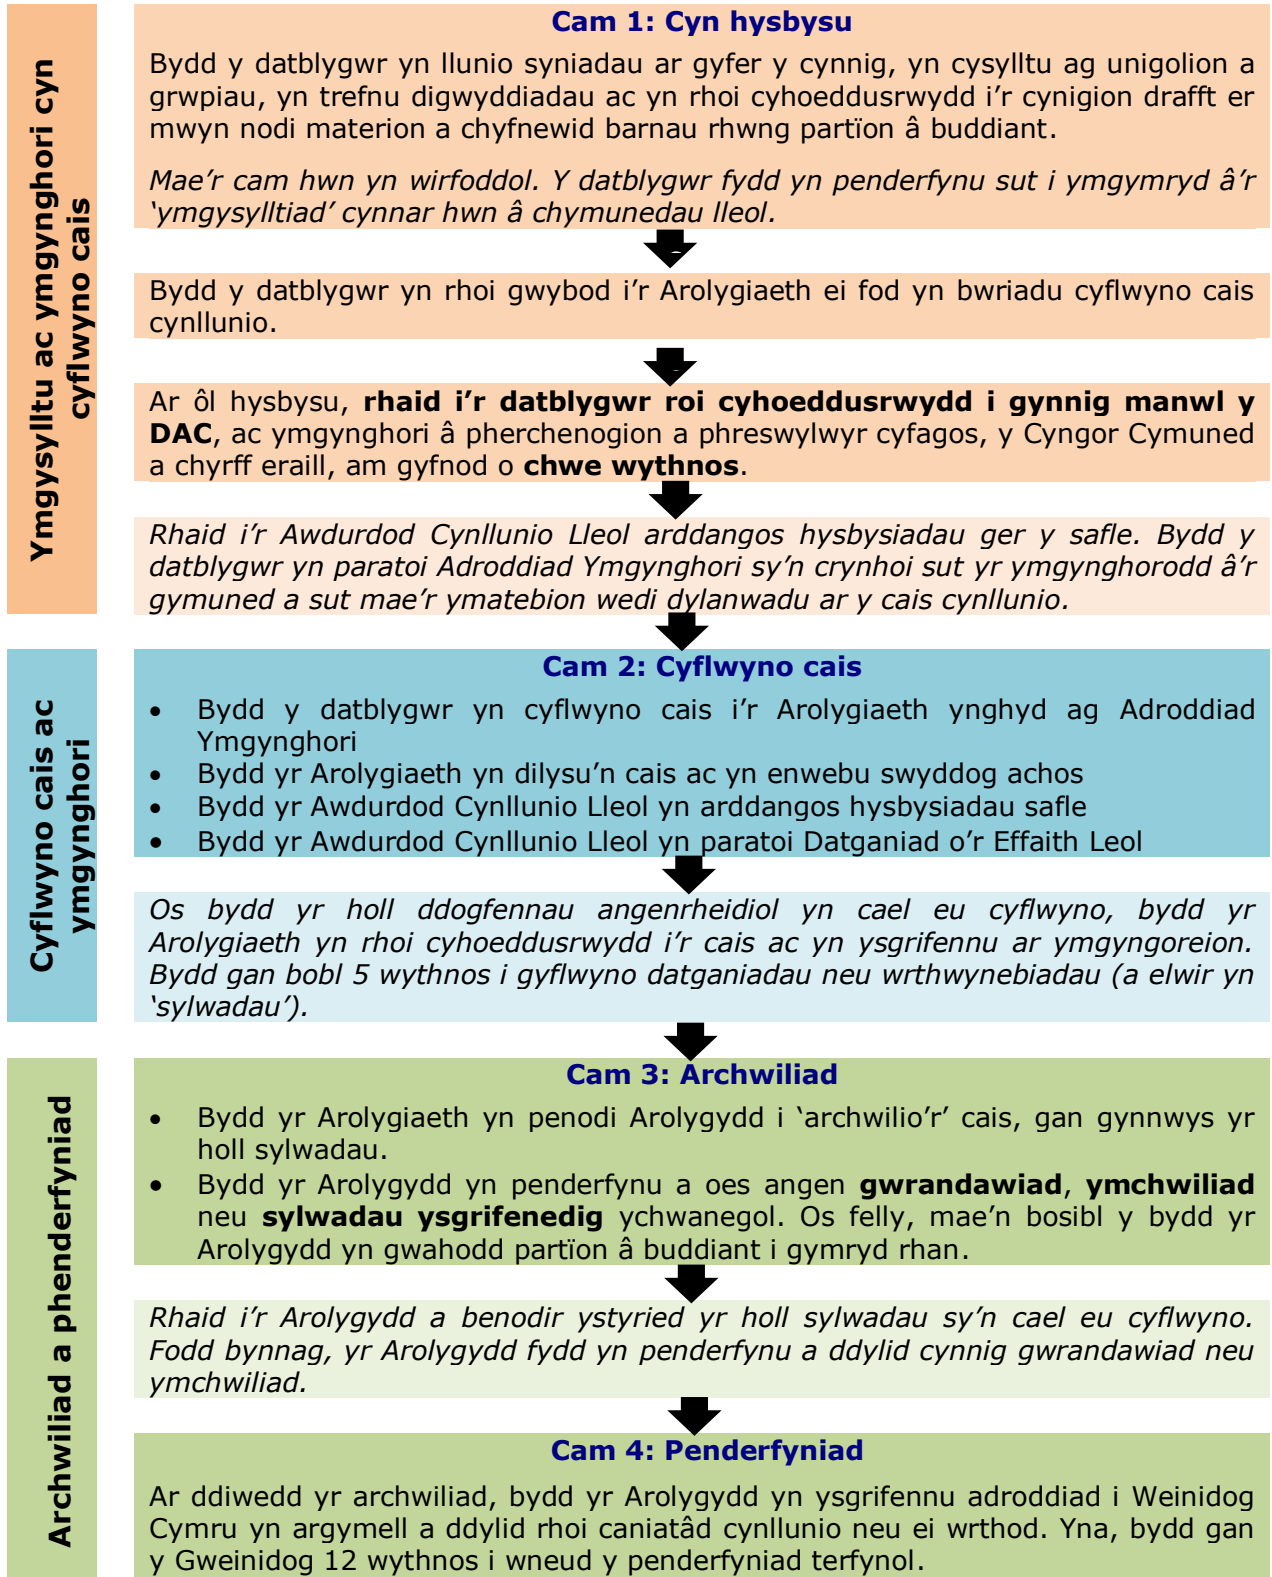 Ymgysylltu ac ymgynghori cyn
cyflwyno cais
Cam 1: Cyn hysbysu
Bydd y datblygwr yn llunio syniadau ar gyfer y cynnig, yn cysylltu ag unigolion a
grwpiau, yn trefnu digwyddiadau ac yn rhoi cyhoeddusrwydd i'r cynigion drafft er
mwyn nodi materion a chyfnewid barnau rhwng partïon â buddiant.
Mae'r cam hwn yn wirfoddol. Y datblygwr fydd yn penderfynu sut i ymgymryd â'r
‘ymgysylltiad’ cynnar hwn â chymunedau lleol.
Bydd y datblygwr yn rhoi gwybod i’r Arolygiaeth ei fod yn bwriadu cyflwyno cais
cynllunio.
Ar ôl hysbysu, rhaid i’r datblygwr roi cyhoeddusrwydd i gynnig manwl y
DAC, ac ymgynghori â pherchenogion a phreswylwyr cyfagos, y Cyngor Cymuned
a chyrff eraill, am gyfnod o chwe wythnos.
Rhaid i’r Awdurdod Cynllunio Lleol arddangos hysbysiadau ger y safle. Bydd y
datblygwr yn paratoi Adroddiad Ymgynghori sy’n crynhoi sut yr ymgynghorodd â’r
gymuned a sut mae’r ymatebion wedi dylanwadu ar y cais cynllunio.
Cyflwyno cais ac
ymgynghori
Cam 2: Cyflwyno cais
• Bydd y datblygwr yn cyflwyno cais i’r Arolygiaeth ynghyd ag Adroddiad
Ymgynghori
• Bydd yr Arolygiaeth yn dilysu’n cais ac yn enwebu swyddog achos
• Bydd yr Awdurdod Cynllunio Lleol yn arddangos hysbysiadau safle
• Bydd yr Awdurdod Cynllunio Lleol yn paratoi Datganiad o’r Effaith Leol
Os bydd yr holl ddogfennau angenrheidiol yn cael eu cyflwyno, bydd yr
Arolygiaeth yn rhoi cyhoeddusrwydd i’r cais ac yn ysgrifennu ar ymgyngoreion.
Bydd gan bobl 5 wythnos i gyflwyno datganiadau neu wrthwynebiadau (a elwir yn
‘sylwadau’).
Archwiliad a phenderfyniad
Cam 3: Archwiliad
• Bydd yr Arolygiaeth yn penodi Arolygydd i ‘archwilio’r’ cais, gan gynnwys yr
holl sylwadau.
• Bydd yr Arolygydd yn penderfynu a oes angen gwrandawiad, ymchwiliad
neu sylwadau ysgrifenedig ychwanegol. Os felly, mae’n bosibl y bydd yr
Arolygydd yn gwahodd partïon â buddiant i gymryd rhan.
Rhaid i’r Arolygydd a benodir ystyried yr holl sylwadau sy’n cael eu cyflwyno.
Fodd bynnag, yr Arolygydd fydd yn penderfynu a ddylid cynnig gwrandawiad neu
ymchwiliad.
Cam 4: Penderfyniad
Ar ddiwedd yr archwiliad, bydd yr Arolygydd yn ysgrifennu adroddiad i Weinidog
Cymru yn argymell a ddylid rhoi caniatâd cynllunio neu ei wrthod. Yna, bydd gan
y Gweinidog 12 wythnos i wneud y penderfyniad terfynol.